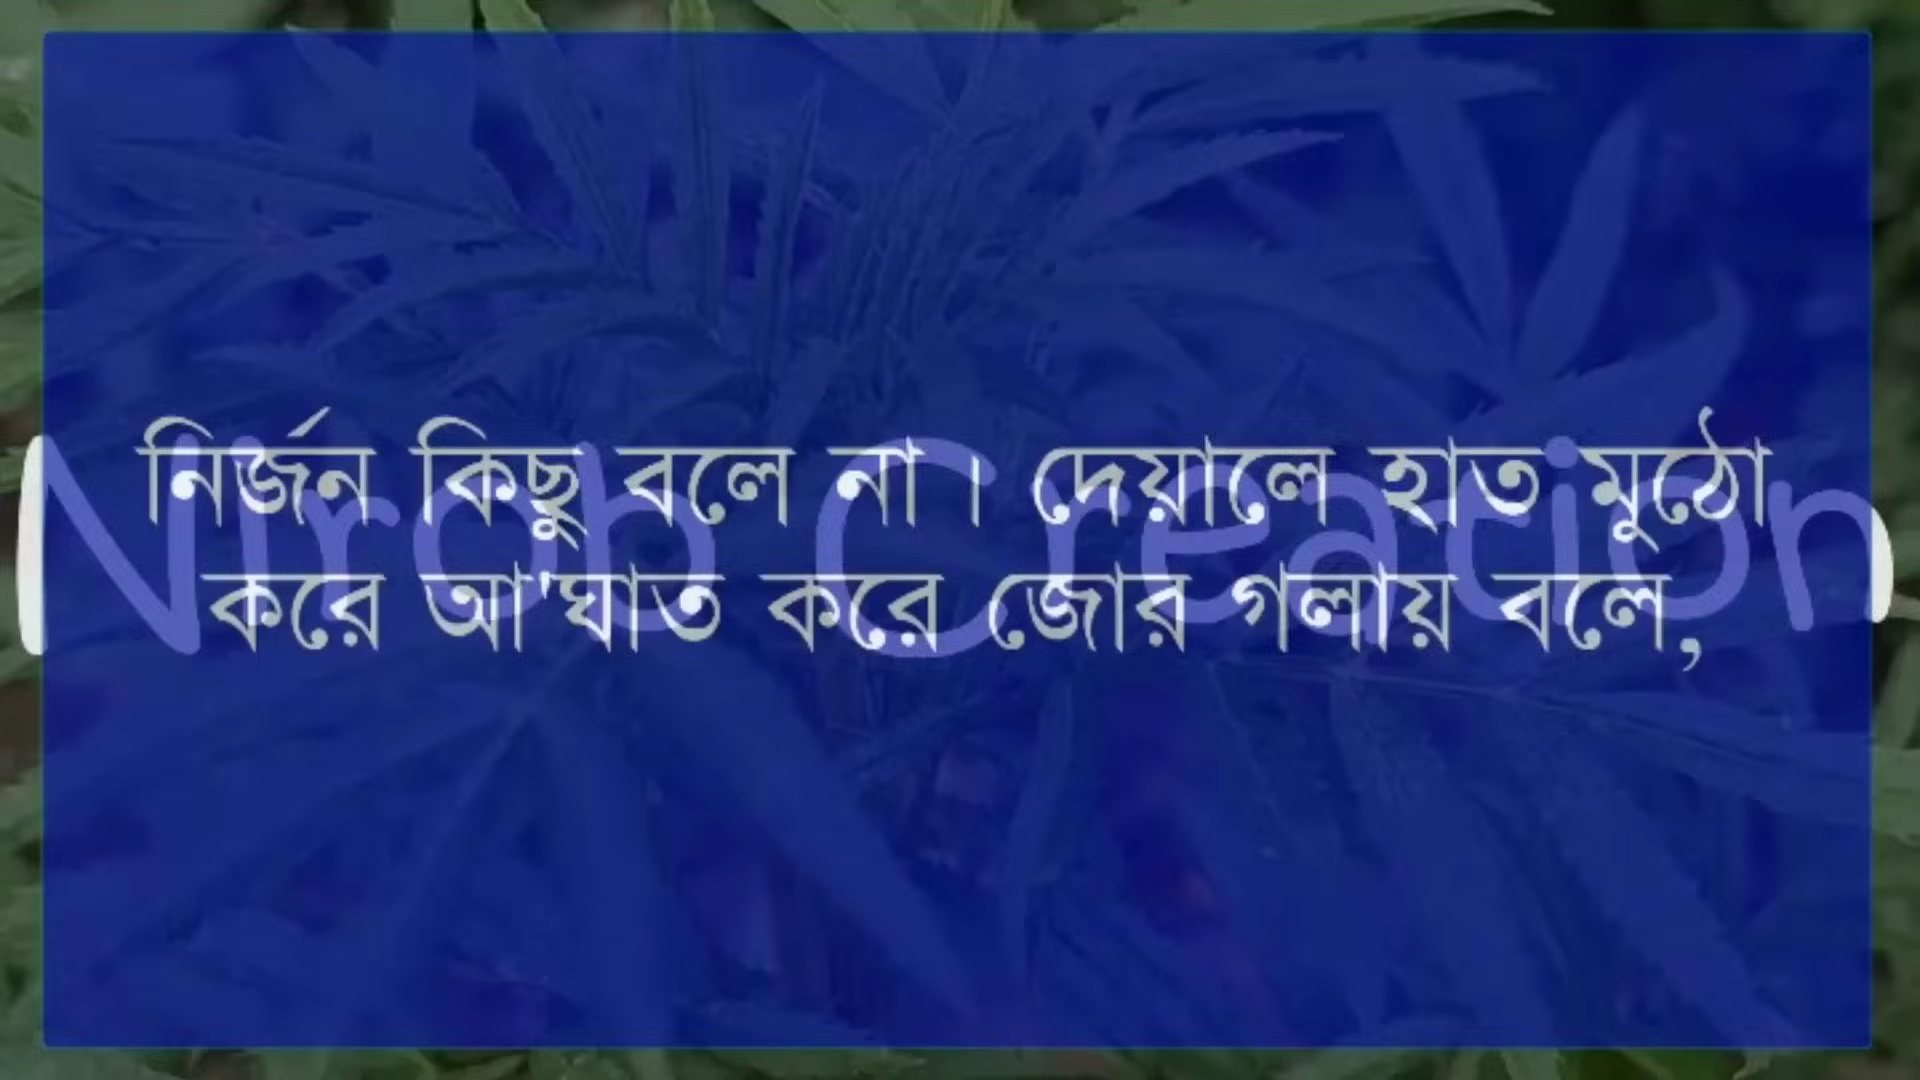 নির্জন কিছু বলে না। দেয়ালে হাত মুঠো
করে আ'ঘাত করে জোর গলায় বলে,
Nirob Creation